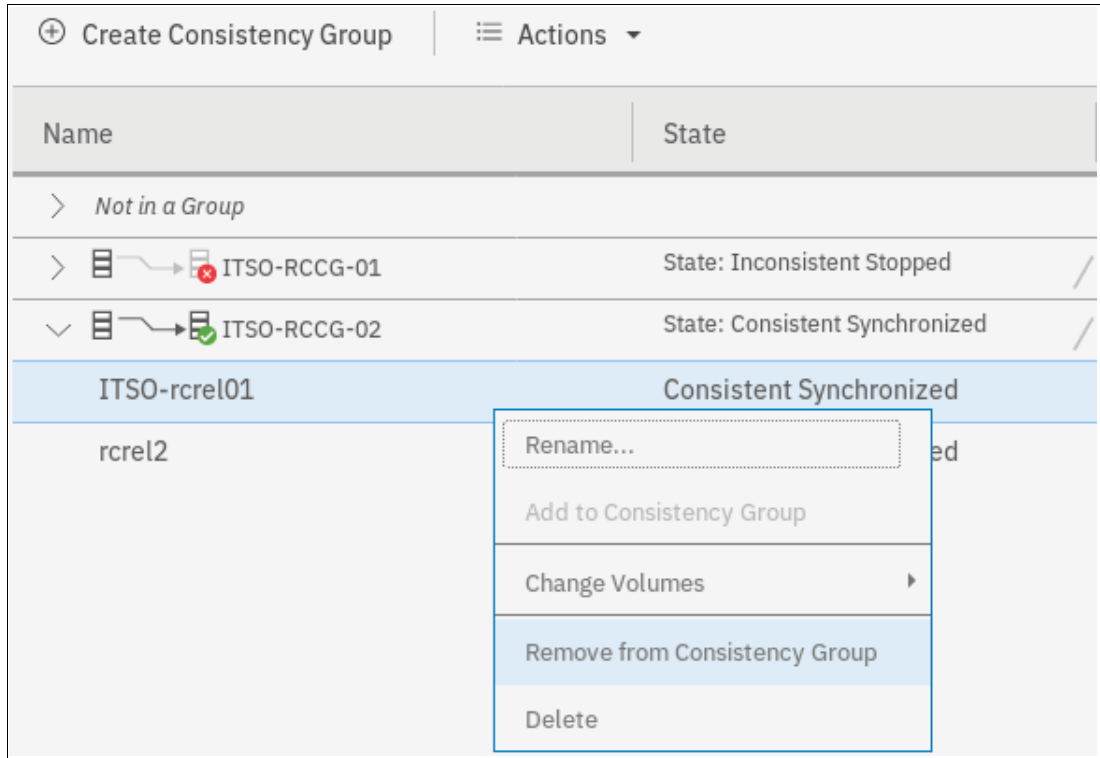 Create Consistency Group Actions
Name State
Not in a Group
ITSO-RCCG-01 State: Inconsistent Stopped
ITSO-RCCG-02 State: Consistent Synchronized
ITSO-rcrel01 Consistent Synchronized
rcrel2 ed
Rename...
Add to Consistency Group
Change Volumes
Remove from Consistency Group
Delete